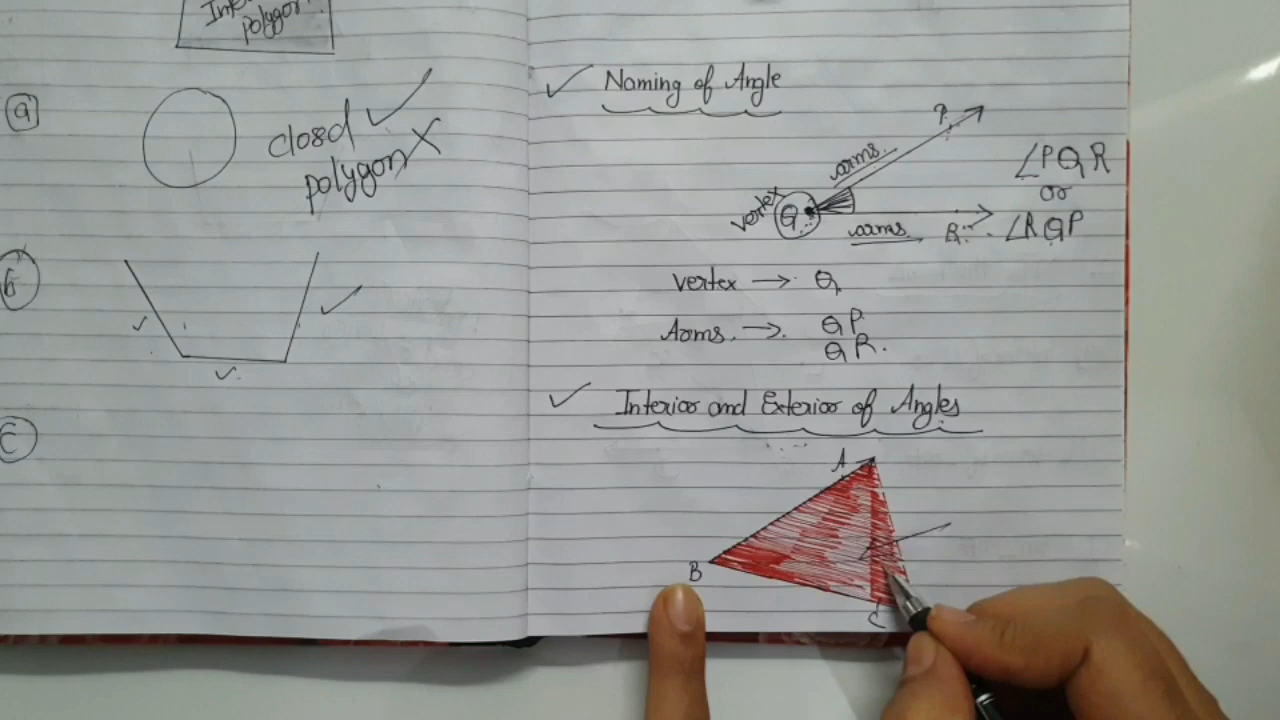 polygon
a
closed
polygon
b
c
Naming of Angle
P
arms
vertex
Q
arms
R
∠PQR
or
∠RQP
vertex → Q
Arms. → QP
QR.
Interior and Exterior of Angles
A
B
C